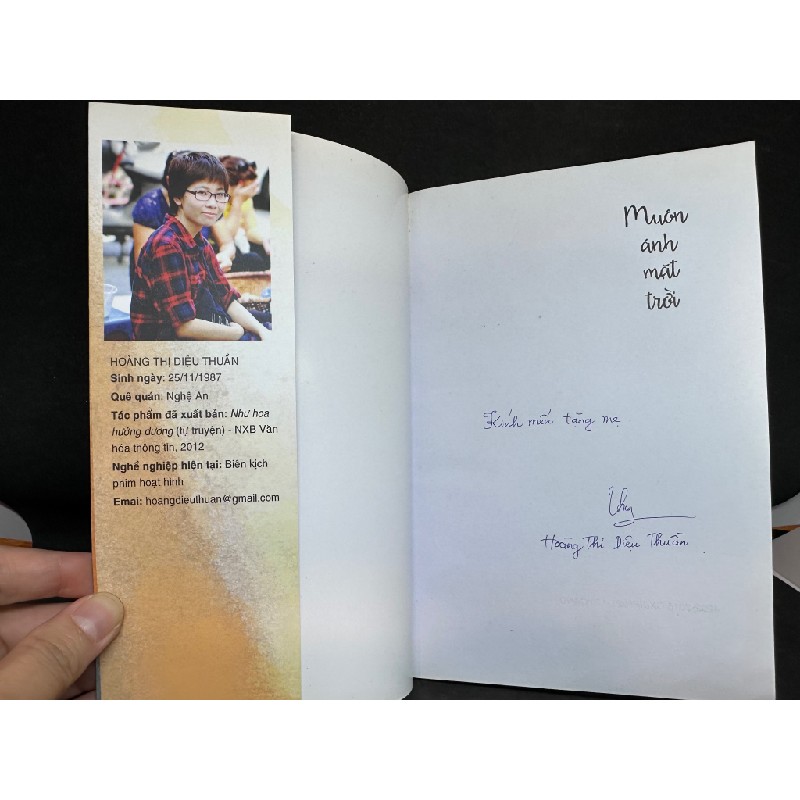 HOÀNG THỊ DIỆU THUẦN
Sinh ngày: 25/11/1987
Quê quán: Nghệ An
Tác phẩm đã xuất bản: Như hoa
hướng dương (tự truyện) - NXB Văn
hóa thông tin, 2012
Nghề nghiệp hiện tại: Biên kịch
phim hoạt hình
Email: hoangdieuthuan@gmail.com
Muôn
ánh
mặt
trời
Kính mến tặng mẹ
Hoàng Thị Diệu Thuần